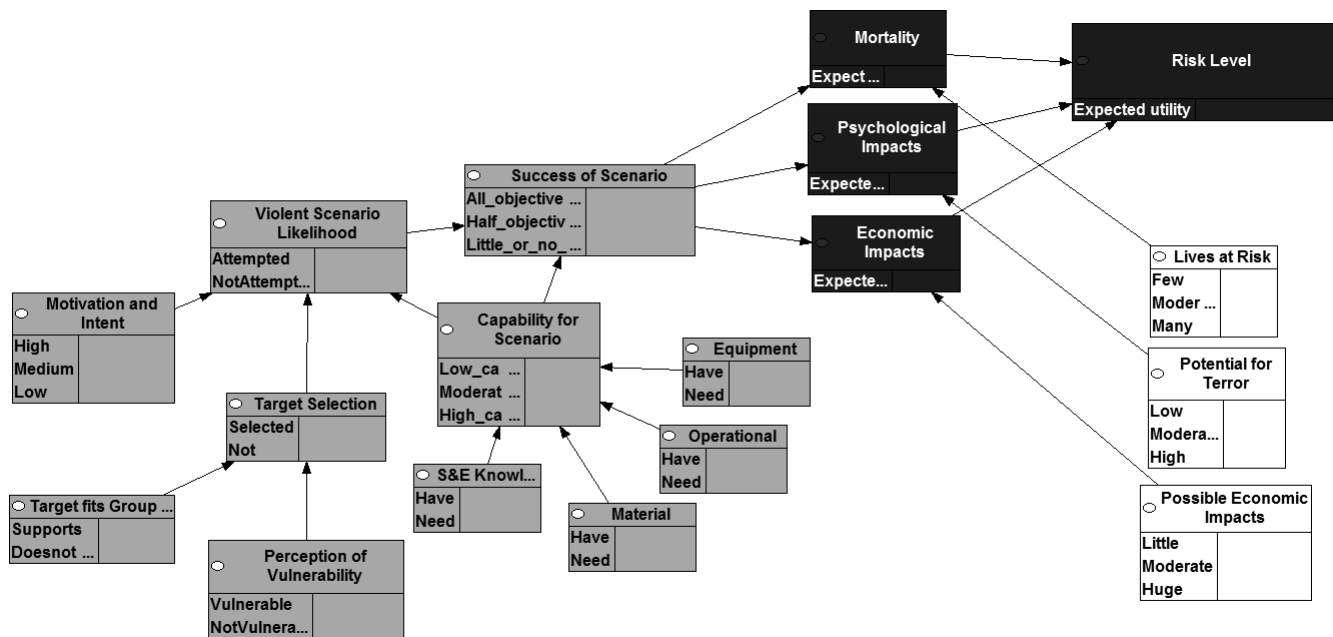 Mortality
Expect ...
Risk Level
Expected utility
Psychological
Impacts
Expecte...
Success of Scenario
All_objective ...
Half_objectiv ...
Little_or_no_ ...
Violent Scenario
Likelihood
Attempted
NotAttempt...
Economic
Impacts
Expecte...
Lives at Risk
Few
Moder ...
Many
Motivation and
Intent
High
Medium
Low
Capability for
Scenario
Low_ca ...
Moderat ...
High_ca ...
Equipment
Have
Need
Potential for
Terror
Low
Modera...
High
Target Selection
Selected
Not
Operational
Have
Need
S&E Knowl...
Have
Need
Material
Have
Need
Target fits Group ...
Supports
Doesnot ...
Perception of
Vulnerability
Vulnerable
NotVulnera...
Possible Economic
Impacts
Little
Moderate
Huge